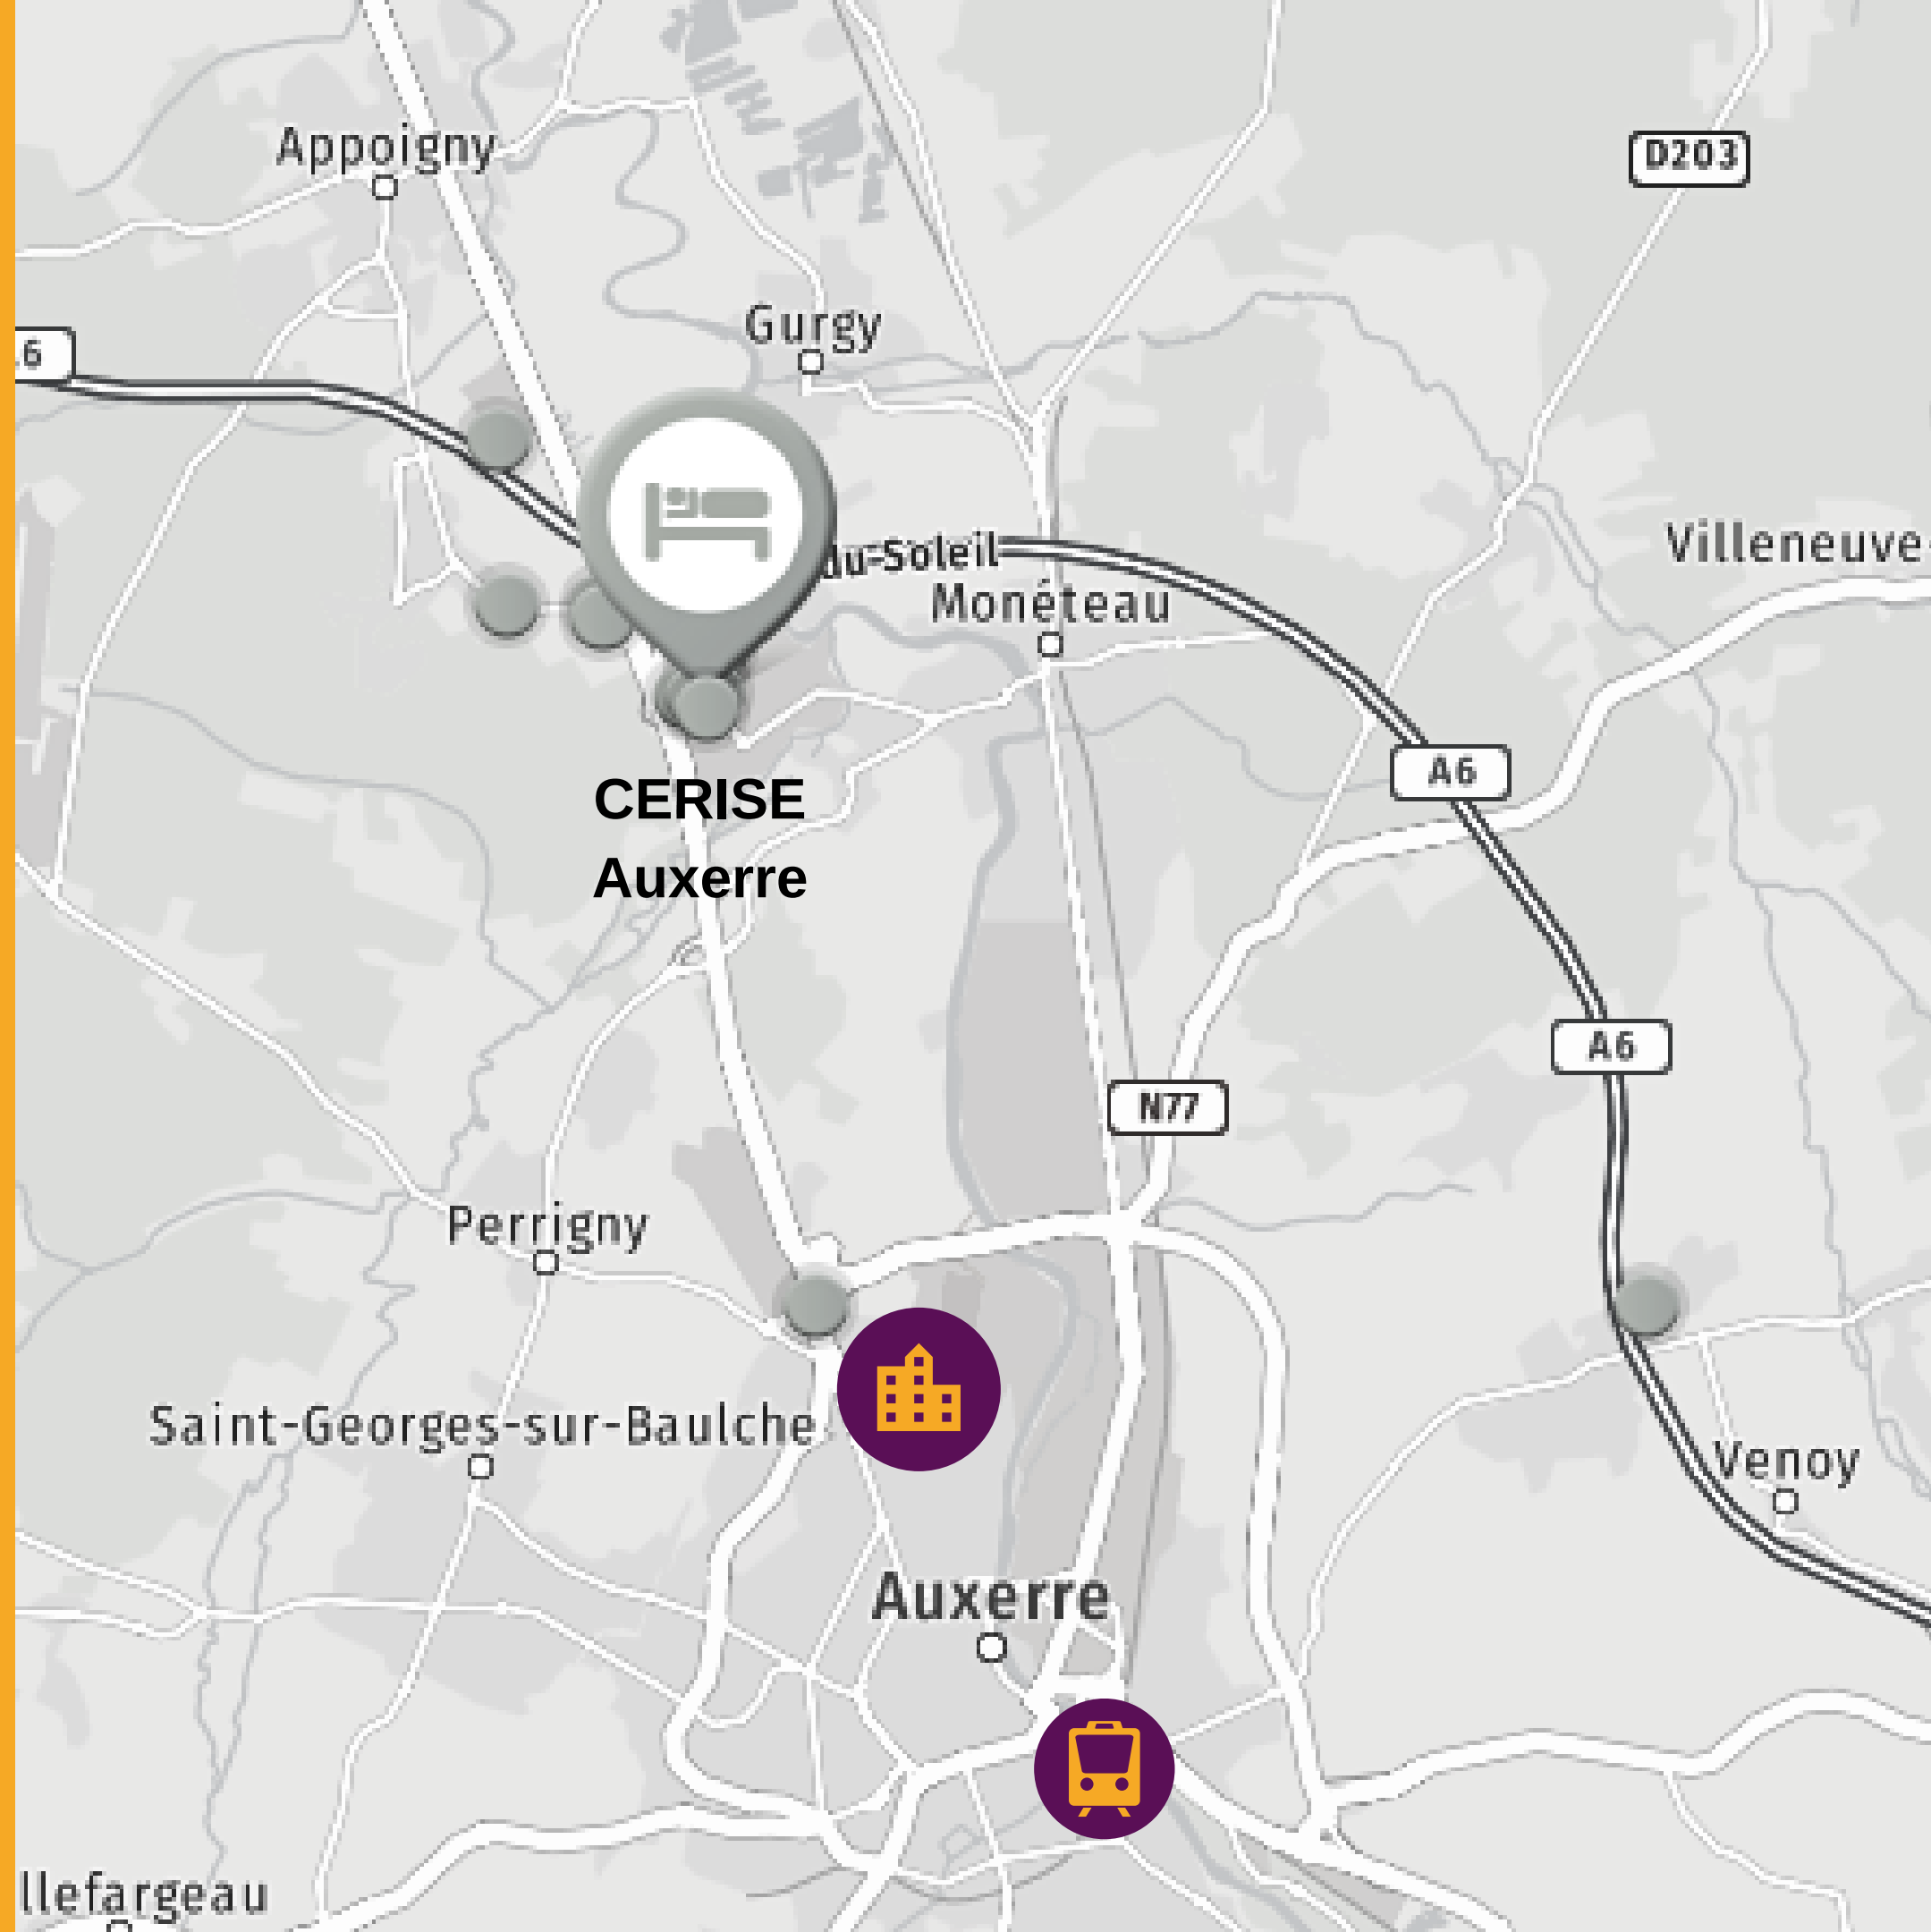 Appoigny
D203
Gurgy
.6
Villeneuve-
du-Soleil
Monéteau
A6
CERISE
Auxerre
A6
N77
Perrigny
Saint-Georges-sur-Baulche
Venoy
Auxerre
llefargeau